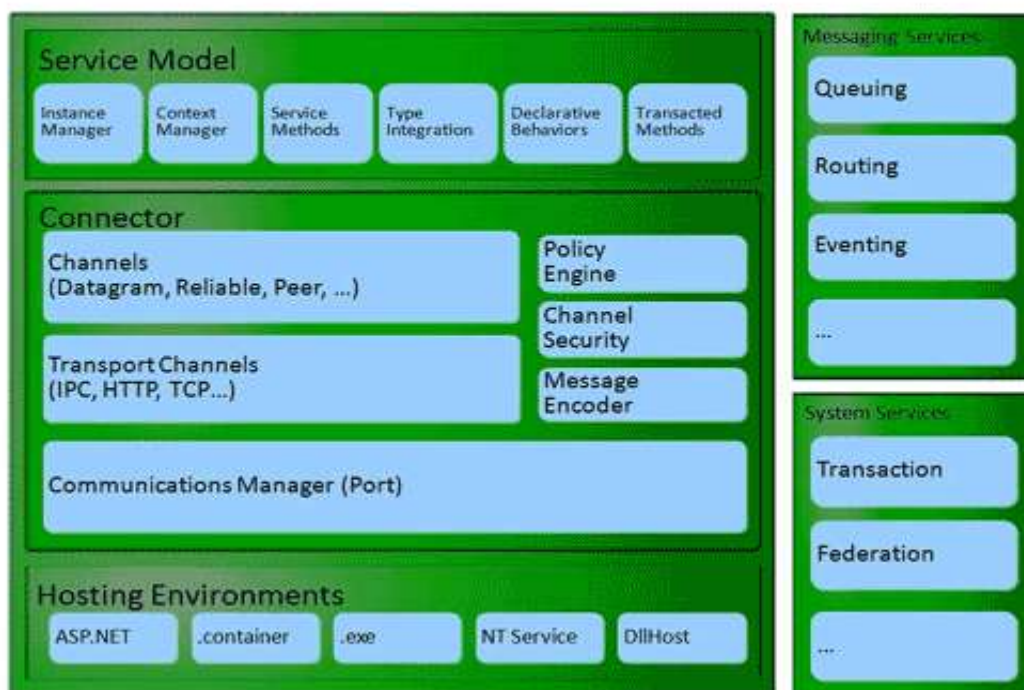 Service Model
Instance
Manager
Context
Manager
Service
Methods
Type
Integration
Declarative
Behaviors
Transacted
Methods
Connector
Channels
(Datagram, Reliable, Peer, ...)
Policy
Engine
Channel
Security
Transport Channels
(IPC, HTTP, TCP...)
Message
Encoder
Communications Manager (Port)
Hosting Environments
ASP.NET
.container
.exe
NT Service
DllHost
Messaging Services
Queuing
Routing
Eventing
...
System Services
Transaction
Federation
...